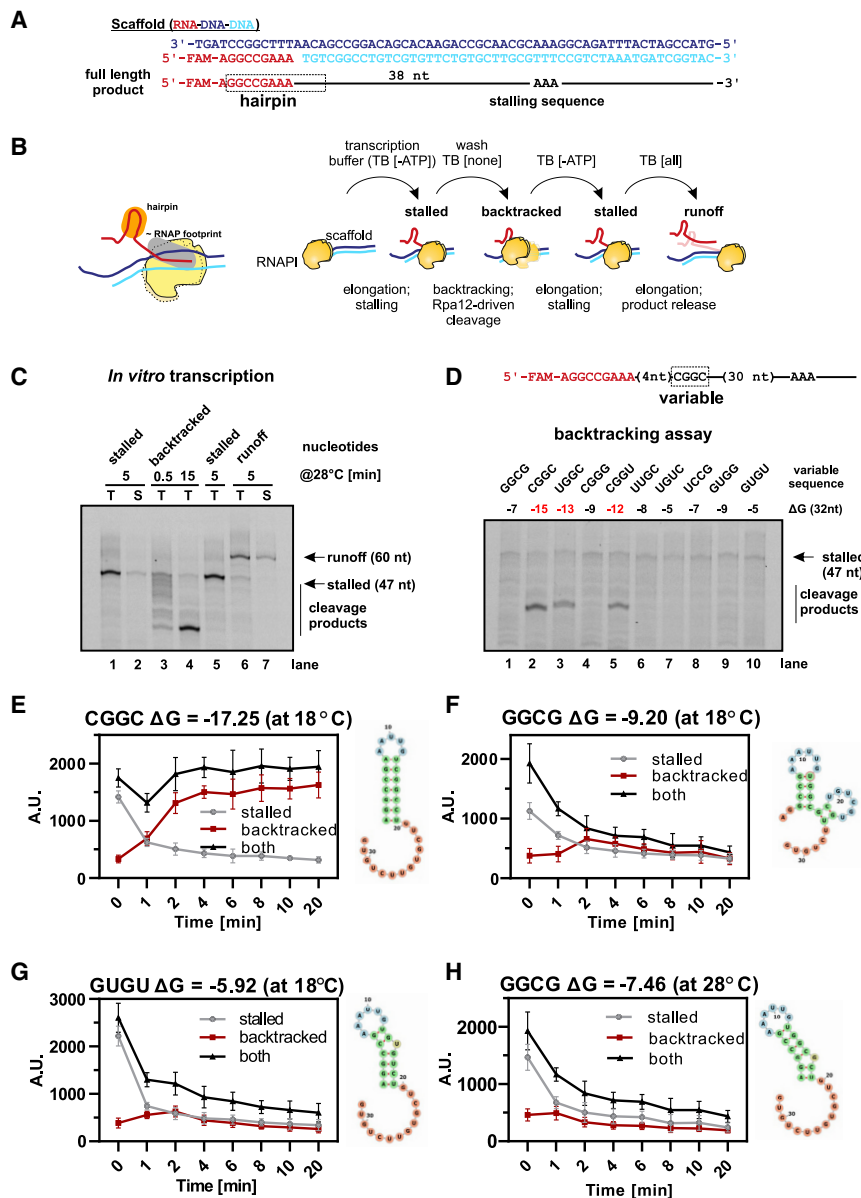 A
Scaffold (RNA-DNA-DNA)
3'-TGATCCGGCTTTAACAGCCGGACAGCACAAGACCGCAACGCAAAGGCAGATTTACTAGCCATG-5'
5'-FAM-AGGCCGAAA TGTCGGCCTGTCGTGTTCTGTGCTTGCGTTTCCGTCTAAATGATCGGTAC-3'
full length product
5'-FAM-AGGCCGAAA
38 nt
AAA
-3'
hairpin
stalling sequence
B
transcription buffer (TB [-ATP])
wash TB [none]
TB [-ATP]
TB [all]
hairpin
~ RNAP footprint
stalled
backtracked
stalled
runoff
scaffold
RNAPI
elongation; stalling
backtracking; Rpa12-driven cleavage
elongation; stalling
elongation; product release
C
In vitro transcription
stalled
backtracked
stalled
runoff
nucleotides
5 0.5 15 5 5 @28°C [min]
T S T T T T S
runoff (60 nt)
stalled (47 nt)
cleavage products
1 2 3 4 5 6 7 lane
D
5'-FAM-AGGCCGAAA(4nt)CGGC(30 nt)AAA
variable
backtracking assay
GGCG CGGC UGGC CGGG CGGU UUGC UGUC UCCG GUGG GUGU variable sequence
-7 -15 -13 -9 -12 -8 -5 -7 -9 -5 ΔG (32nt)
stalled (47 nt)
cleavage products
1 2 3 4 5 6 7 8 9 10 lane
E
CGGC ΔG = -17.25 (at 18°C)
A.U.
2000
1500
1000
500
0
stalled
backtracked
both
0 1 2 4 6 8 10 20
Time [min]
F
GGCG ΔG = -9.20 (at 18°C)
A.U.
2000
1000
0
stalled
backtracked
both
0 1 2 4 6 8 10 20
Time [min]
G
GUGU ΔG = -5.92 (at 18°C)
A.U.
3000
2000
1000
0
stalled
backtracked
both
0 1 2 4 6 8 10 20
Time [min]
H
GGCG ΔG = -7.46 (at 28°C)
A.U.
2000
1500
1000
500
0
stalled
backtracked
both
0 1 2 4 6 8 10 20
Time [min]